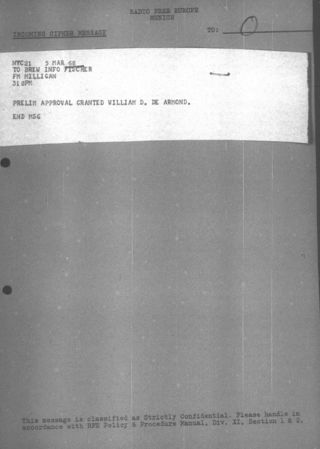 RADIO FREE EUROPE
MUNICH
TO: O
INCOMING CIPHER MESSAGE
NYC21 5 MAR 68
TO BREW INFO FISCHER
FM MILLIGAN
310PM
PRELIM APPROVAL GRANTED WILLIAM D. DE ARMOND.
END MSG
This message is classified as Strictly Confidential. Please handle in
accordance with RFE Policy & Procedure Manual, Div. XI, Section 1 & 2.